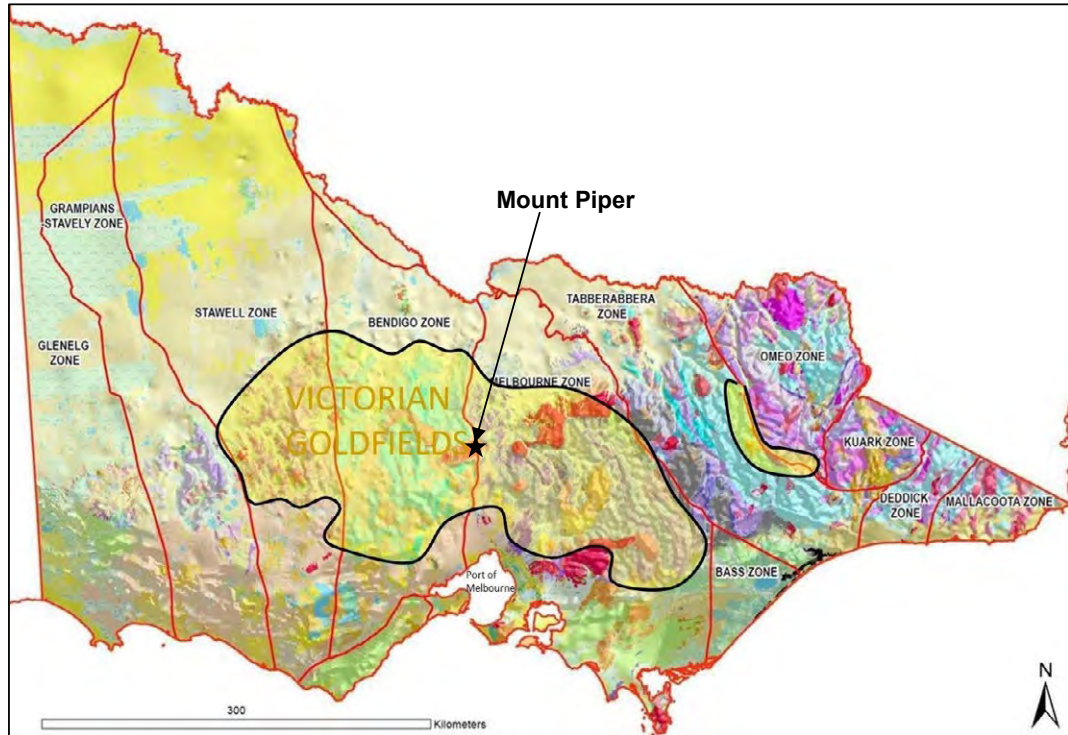 Mount Piper
GRAMPIANS
STAVELY ZONE
TABBERABBERA
ZONE
STAWELL ZONE
BENDIGO ZONE
GLENELG
ZONE
OMEO ZONE
MELBOURNE ZONE
VICTORIAN
GOLDFIELDS
KUARK ZONE
DEDDICK
ZONE
MALLACOOTA ZONE
BASS ZONE
Port of
Melbourne
N
300
Kilometers